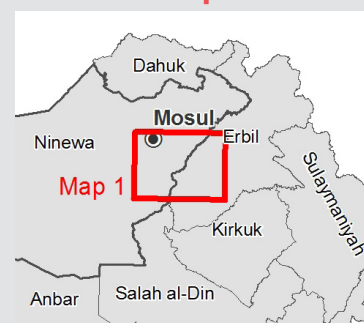 Dahuk
Mosul
Ninewa
Erbil
Map 1
Sulaymaniyah
Kirkuk
Anbar
Salah al-Din